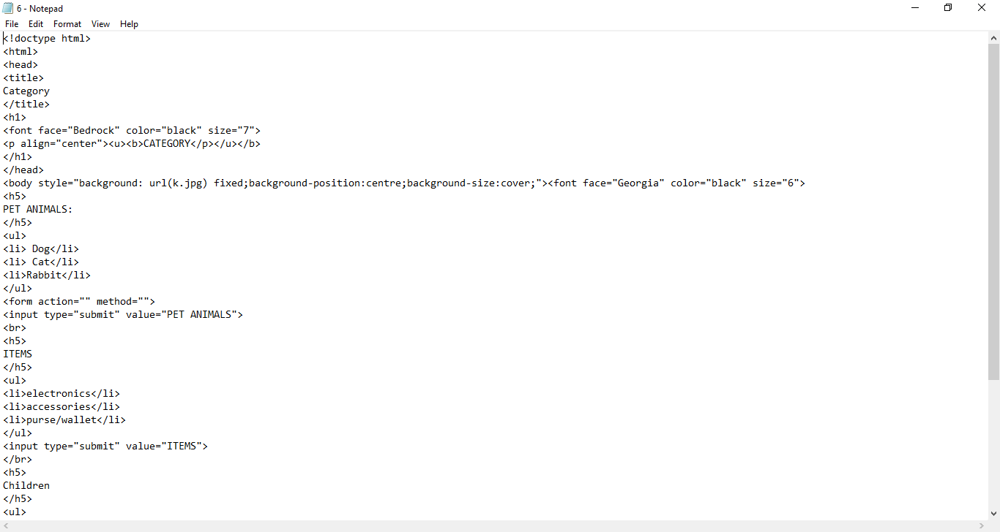 6 - Notepad
File Edit Format View Help
<!doctype html>
<html>
<head>
<title>
Category
</title>
<h1>
<font face="Bedrock" color="black" size="7">
<p align="center"><u><b>CATEGORY</p></u></b>
</h1>
</head>
<body style="background: url(k.jpg) fixed;background-position:centre;background-size:cover;"><font face="Georgia" color="black" size="6">
<h5>
PET ANIMALS:
</h5>
<ul>
<li> Dog</li>
<li> Cat</li>
<li>Rabbit</li>
</ul>
<form action="" method="">
<input type="submit" value="PET ANIMALS">
<br>
<h5>
ITEMS
</h5>
<ul>
<li>electronics</li>
<li>accessories</li>
<li>purse/wallet</li>
</ul>
<input type="submit" value="ITEMS">
</br>
<h5>
Children
</h5>
<ul>